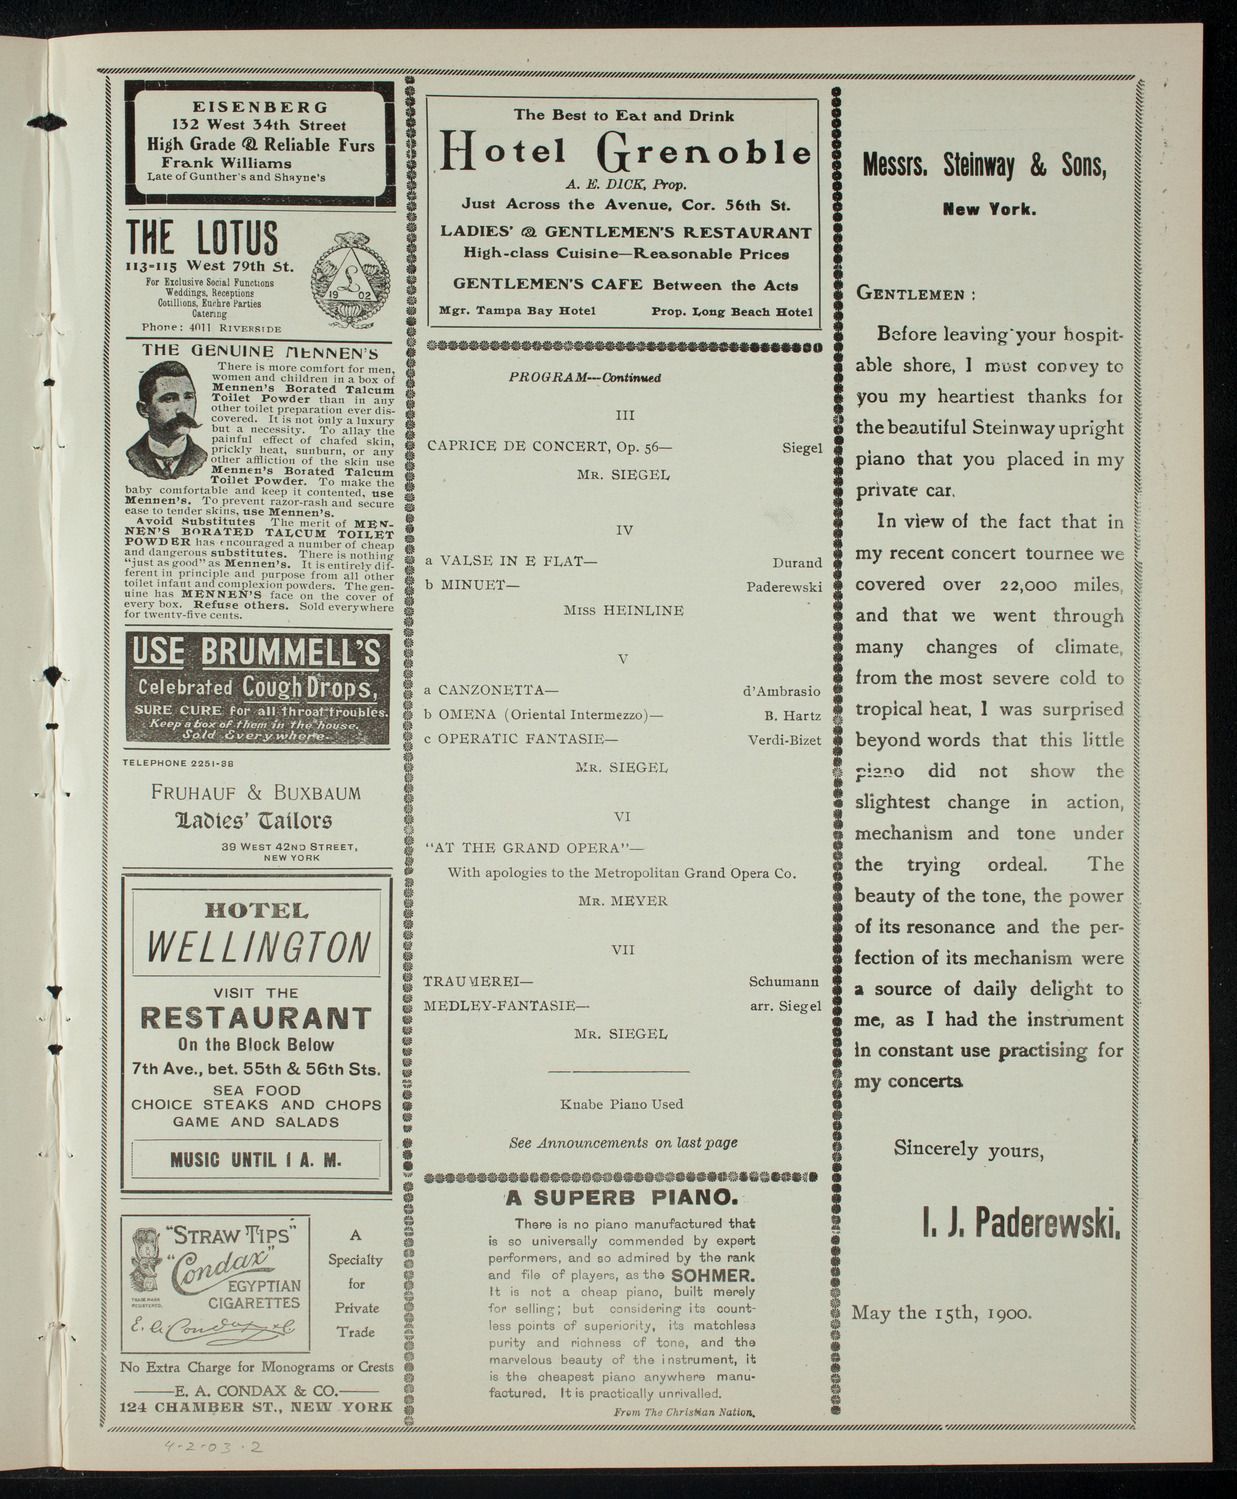 EISENBERG
132 West 34th Street
High Grade & Reliable Furs
Frank Williams
Late of Gunther's and Shayne's
THE LOTUS
113-115 West 79th St.
For Exclusive Social Functions
Weddings, Receptions
Cotillions, Euchre Parties
Catering
Phone: 4011 RIVERSIDE
L
19 02
THE GENUINE MENNEN'S
There is more comfort for men,
women and children in a box of
Mennen's Borated Talcum
Toilet Powder than in any
other toilet preparation ever dis-
covered. It is not only a luxury
but a necessity. To allay the
painful effect of chafed skin,
prickly heat, sunburn, or any
other affliction of the skin use
Mennen's Borated Talcum
Toilet Powder. To make the
baby comfortable and keep it contented, use
Mennen's. To prevent razor-rash and secure
ease to tender skins, use Mennen's.
Avoid Substitutes The merit of MEN-
NEN'S BORATED TALCUM TOILET
POWDER has encouraged a number of cheap
and dangerous substitutes. There is nothing
"just as good" as Mennen's. It is entirely dif-
ferent in principle and purpose from all other
toilet infant and complexion powders. The gen-
uine has MENNEN'S face on the cover of
every box. Refuse others. Sold everywhere
for twenty-five cents.
USE BRUMMELL'S
Celebrated Cough Drops,
SURE CURE for all throat troubles.
Keep a box of them in the house.
Sold Everywhere.
TELEPHONE 2251-38
FRUHAUF & BUXBAUM
Ladies' Tailors
39 WEST 42ND STREET,
NEW YORK
HOTEL
WELLINGTON
VISIT THE
RESTAURANT
On the Block Below
7th Ave., bet. 55th & 56th Sts.
SEA FOOD
CHOICE STEAKS AND CHOPS
GAME AND SALADS
MUSIC UNTIL 1 A. M.
"STRAW TIPS"
"Condax"
EGYPTIAN
CIGARETTES
TRADE MARK
REGISTERED.
E. A. Condax & Co
A
Specialty
for
Private
Trade
No Extra Charge for Monograms or Crests
E. A. CONDAX & CO.
124 CHAMBER ST., NEW YORK
The Best to Eat and Drink
Hotel Grenoble
A. E. DICK, Prop.
Just Across the Avenue, Cor. 56th St.
LADIES' & GENTLEMEN'S RESTAURANT
High-class Cuisine—Reasonable Prices
GENTLEMEN'S CAFE Between the Acts
Mgr. Tampa Bay Hotel Prop. Long Beach Hotel
PROGRAM—Continued
III
CAPRICE DE CONCERT, Op. 56— Siegel
MR. SIEGEL
IV
a VALSE IN E FLAT— Durand
b MINUET— Paderewski
MISS HEINLINE
V
a CANZONETTA— d'Ambrasio
b OMENA (Oriental Intermezzo)— B. Hartz
c OPERATIC FANTASIE— Verdi-Bizet
MR. SIEGEL
VI
"AT THE GRAND OPERA"—
With apologies to the Metropolitan Grand Opera Co.
MR. MEYER
VII
TRAUMEREI— Schumann
MEDLEY-FANTASIE— arr. Siegel
MR. SIEGEL
Knabe Piano Used
See Announcements on last page
A SUPERB PIANO.
There is no piano manufactured that
is so universally commended by expert
performers, and so admired by the rank
and file of players, as the SOHMER.
It is not a cheap piano, built merely
for selling; but considering its count-
less points of superiority, its matchless
purity and richness of tone, and the
marvelous beauty of the instrument, it
is the cheapest piano anywhere manu-
factured. It is practically unrivalled.
From The Christian Nation.
Messrs. Steinway & Sons,
New York.
GENTLEMEN :
Before leaving your hospit-
able shore, I must convey to
you my heartiest thanks for
the beautiful Steinway upright
piano that you placed in my
private car.
In view of the fact that in
my recent concert tournee we
covered over 22,000 miles,
and that we went through
many changes of climate,
from the most severe cold to
tropical heat, I was surprised
beyond words that this little
piano did not show the
slightest change in action,
mechanism and tone under
the trying ordeal. The
beauty of the tone, the power
of its resonance and the per-
fection of its mechanism were
a source of daily delight to
me, as I had the instrument
in constant use practising for
my concerts
Sincerely yours,
I. J. Paderewski.
May the 15th, 1900.
4-2-03-2